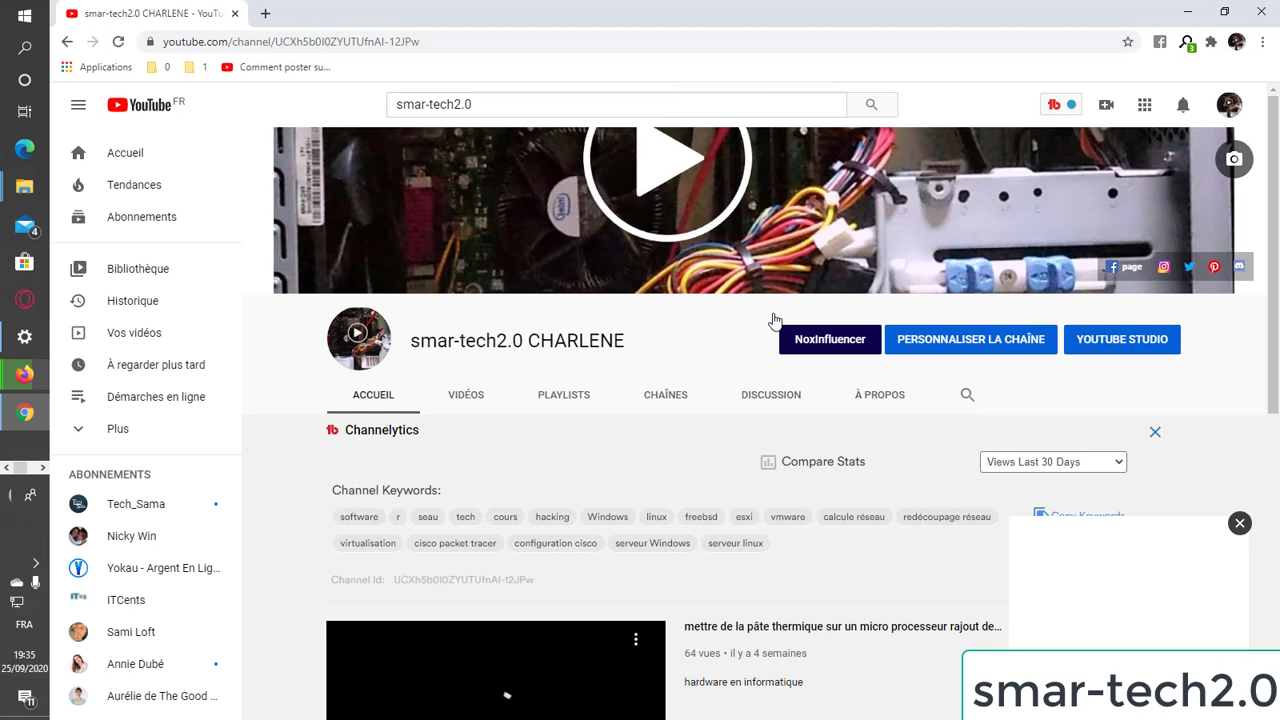 smar-tech2.0 CHARLENE - YouTu
youtube.com/channel/UCXh5b0I0ZYUTUfnAI-12JPw
3
Applications
0
1
Comment poster su...
YouTube FR
smar-tech2.0
Accueil
Tendances
Abonnements
Bibliothèque
Historique
Vos vidéos
À regarder plus tard
Démarches en ligne
Plus
ABONNEMENTS
Tech_Sama
Nicky Win
Yokau - Argent En Lig...
ITCents
Sami Loft
Annie Dubé
Aurélie de The Good ...
page
smar-tech2.0 CHARLENE
NoxInfluencer
PERSONNALISER LA CHAÎNE
YOUTUBE STUDIO
ACCUEIL
VIDÉOS
PLAYLISTS
CHAÎNES
DISCUSSION
À PROPOS
Channelytics
Compare Stats
Views Last 30 Days
Channel Keywords:
Copy Keywords
software r seau tech cours hacking Windows linux freebsd esxi vmware calcule réseau redécoupage réseau
virtualisation cisco packet tracer configuration cisco serveur Windows serveur linux
Channel Id: UCXh5b0I0ZYUTUfnAI-12JPw
mettre de la pâte thermique sur un micro processeur rajout de...
64 vues • il y a 4 semaines
hardware en informatique
smar-tech2.0
4
FRA
19:35
25/09/2020
11